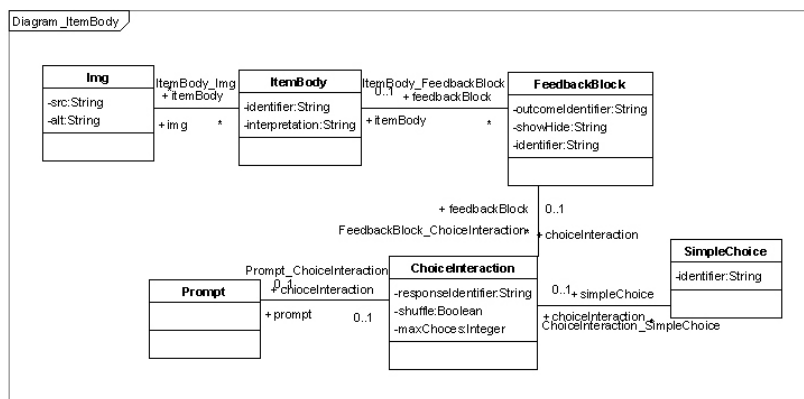 Diagram _ItemBody
Img
-src:String
-alt:String
ItemBody_Img
*
+ itemBody
+ img
*
ItemBody
-identifier:String
-interpretation:String
ItemBody_FeedbackBlock
0..1
+ feedbackBlock
+ itemBody
*
FeedbackBlock
-outcomeIdentifier:String
-showHide:String
-identifier:String
+ feedbackBlock
0..1
FeedbackBlock_ChoiceInteraction
*
+ choiceInteraction
SimpleChoice
-identifier:String
Prompt_ChoiceInteraction
0..1
+ chioceInteraction
Prompt
+ prompt
0..1
ChoiceInteraction
-responseIdentifier:String
-shuffle:Boolean
-maxChoces:Integer
0..1
+ simpleChoice
+ choiceInteraction
*
ChoiceInteraction_SimpleChoice